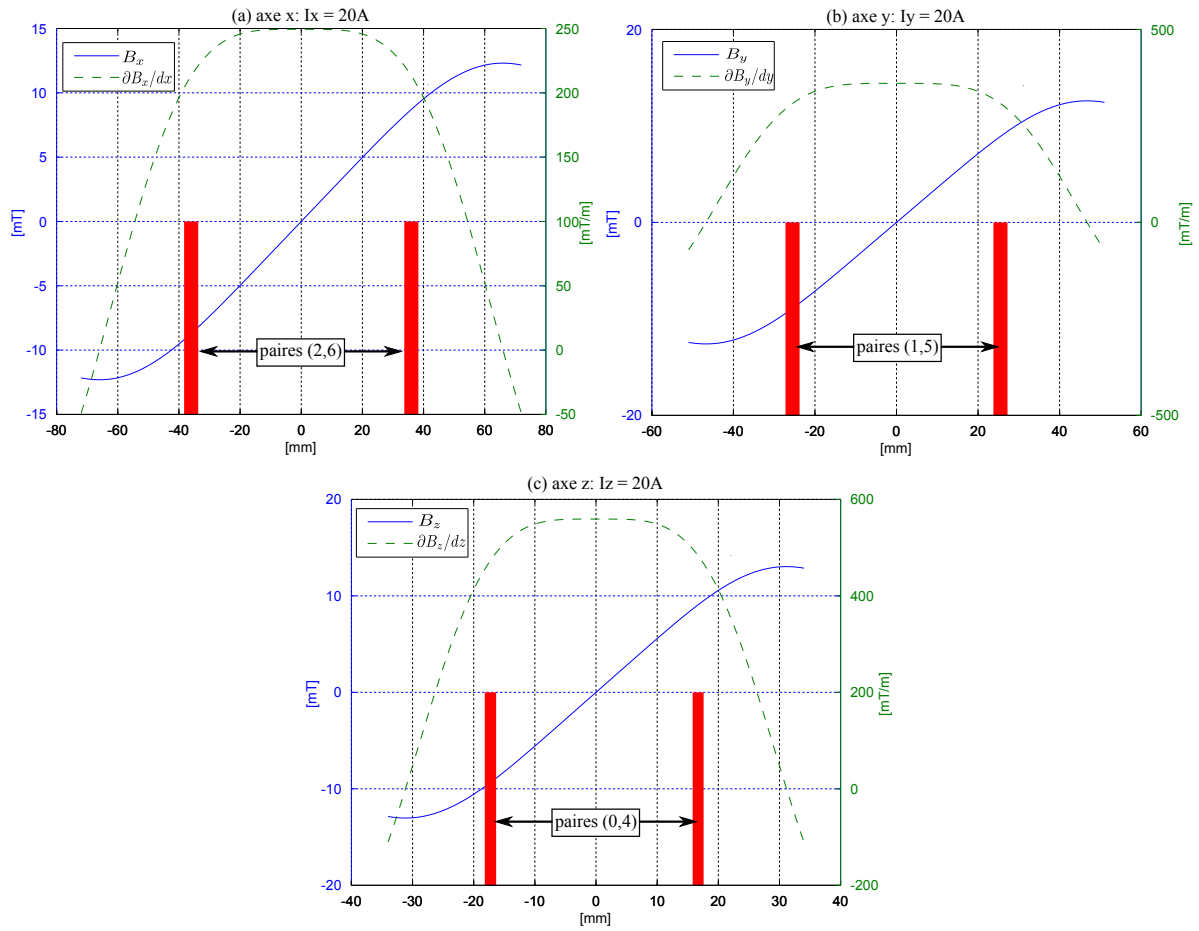 (a) axe x: Ix = 20A
15
10
5
0
-5
-10
-15
[mT]
250
200
150
100
50
0
-50
[mT/m]
B_x
∂B_x/dx
paires (2,6)
-80 -60 -40 -20 0 20 40 60 80
[mm]
(b) axe y: Iy = 20A
20
0
-20
[mT]
500
0
-500
[mT/m]
B_y
∂B_y/dy
paires (1,5)
-60 -40 -20 0 20 40 60
[mm]
(c) axe z: Iz = 20A
20
10
0
-10
-20
[mT]
600
400
200
0
-200
[mT/m]
B_z
∂B_z/dz
paires (0,4)
-40 -30 -20 -10 0 10 20 30 40
[mm]